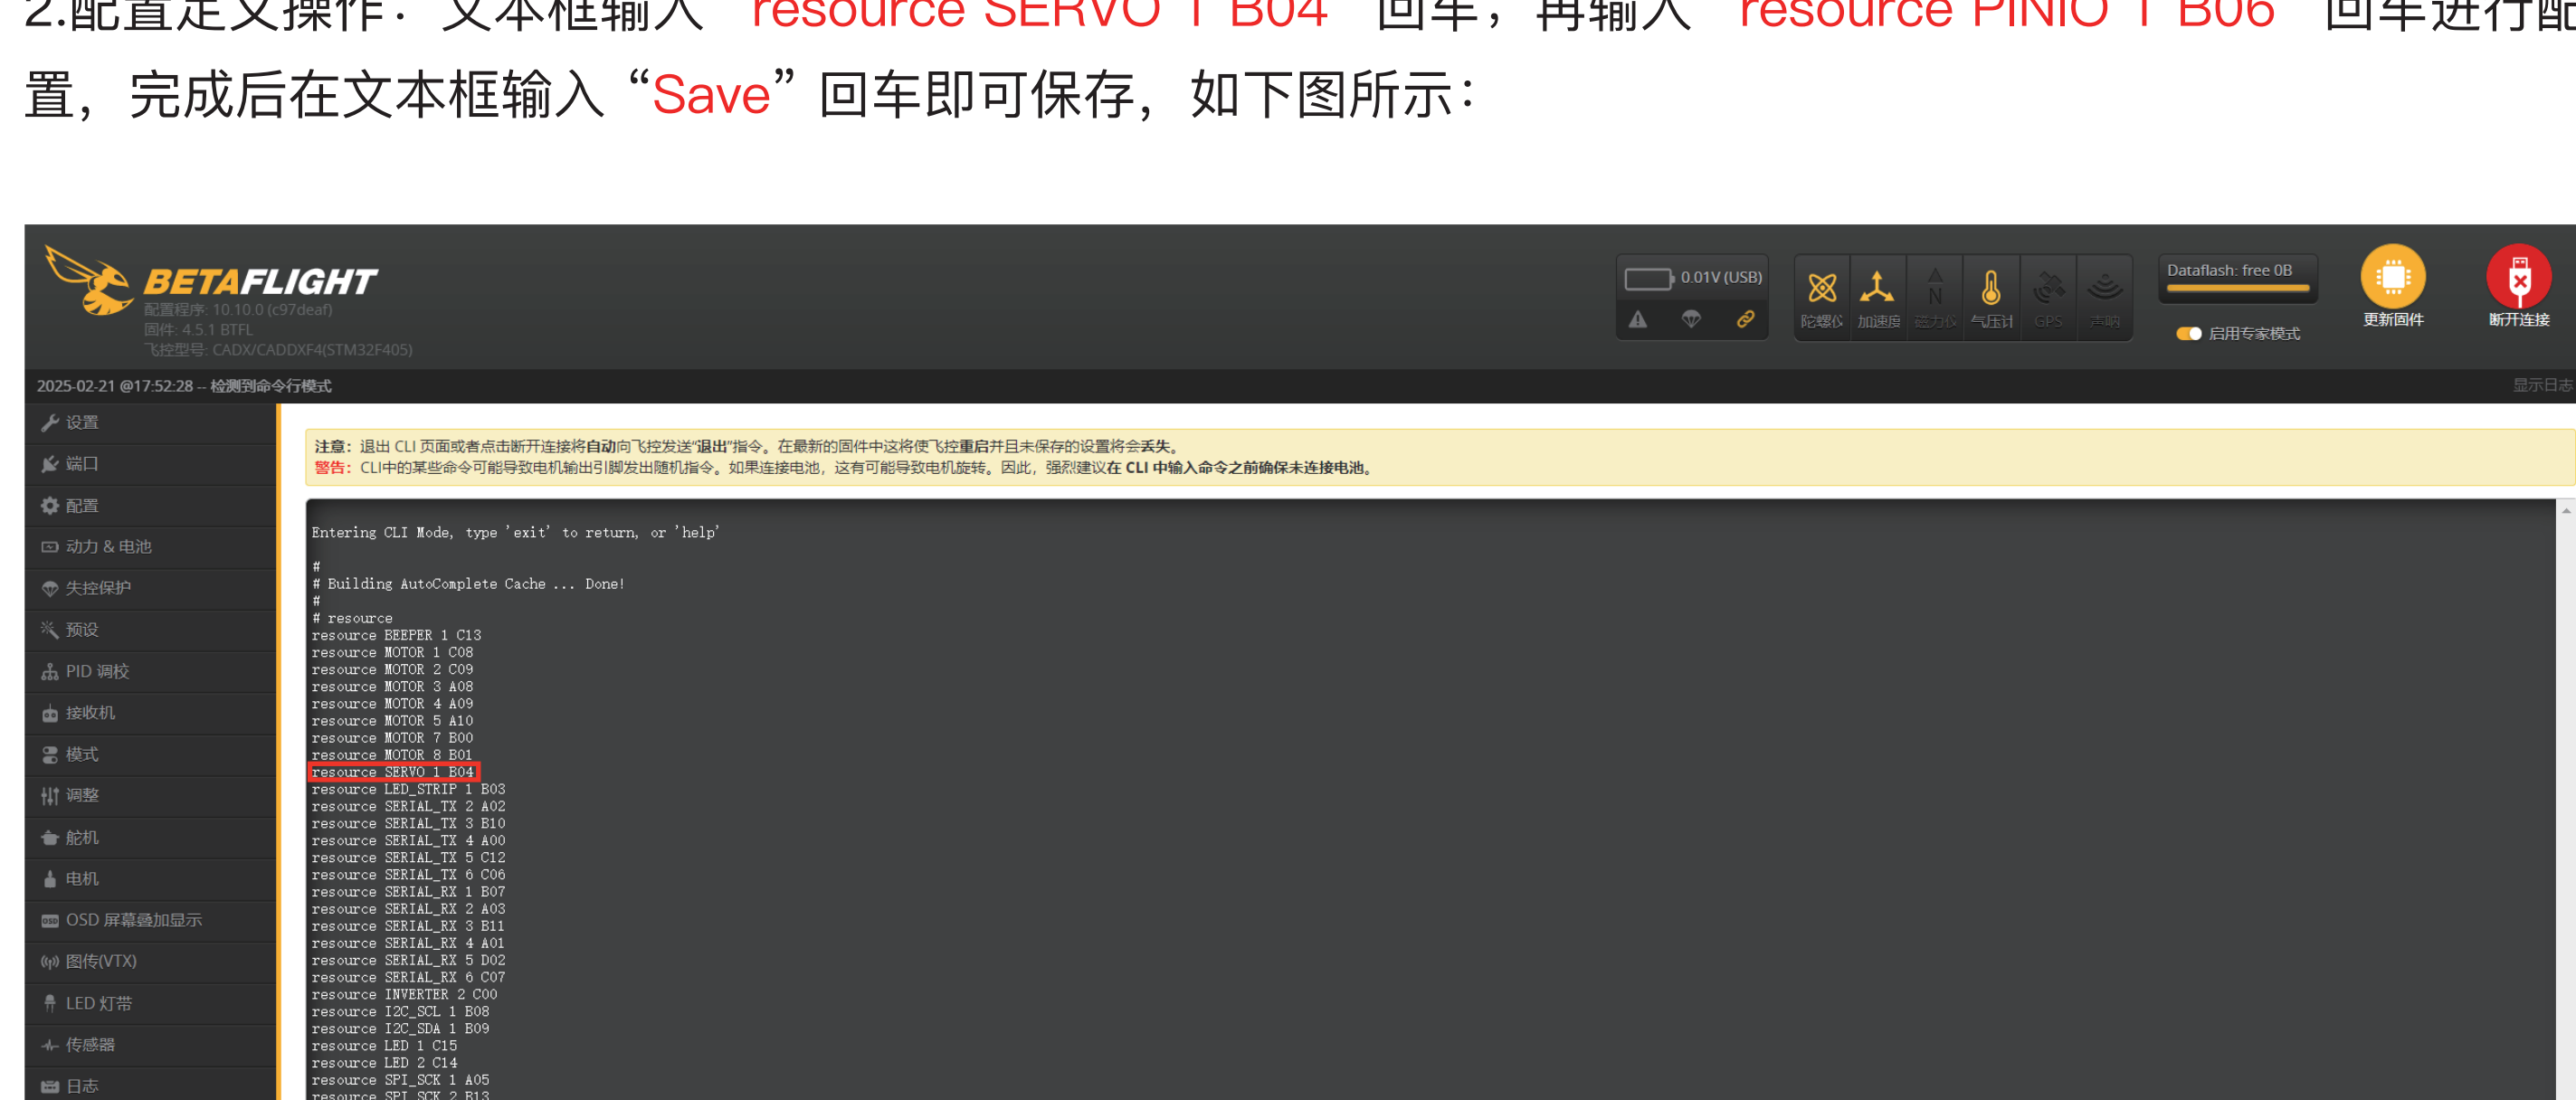 2.配置定义操作：文本框输入“resource SERVO 1 B04”回车，再输入“resource PINIO 1 B06”回车进行配
置，完成后在文本框输入“Save”回车即可保存，如下图所示：
BETAFLIGHT
配置程序: 10.10.0 (c97deaf)
固件: 4.5.1 BTFL
飞控型号: CADX/CADDXF4(STM32F405)
0.01V (USB)
陀螺仪 加速度 磁力仪 气压计 GPS 声呐
Dataflash: free 0B
启用专家模式
更新固件
断开连接
2025-02-21 @17:52:28 -- 检测到命令行模式
显示日志
设置
端口
配置
动力 & 电池
失控保护
预设
PID 调校
接收机
模式
调整
舵机
电机
OSD 屏幕叠加显示
图传(VTX)
LED 灯带
传感器
日志
注意：退出 CLI 页面或者点击断开连接将自动向飞控发送"退出"指令。在最新的固件中这将使飞控重启并且未保存的设置将会丢失。
警告：CLI中的某些命令可能导致电机输出引脚发出随机指令。如果连接电池，这有可能导致电机旋转。因此，强烈建议在 CLI 中输入命令之前确保未连接电池。
Entering CLI Mode, type 'exit' to return, or 'help'
#
# Building AutoComplete Cache ... Done!
#
# resource
resource BEEPER 1 C13
resource MOTOR 1 C08
resource MOTOR 2 C09
resource MOTOR 3 A08
resource MOTOR 4 A09
resource MOTOR 5 A10
resource MOTOR 7 B00
resource MOTOR 8 B01
resource SERVO 1 B04
resource LED_STRIP 1 B03
resource SERIAL_TX 2 A02
resource SERIAL_TX 3 B10
resource SERIAL_TX 4 A00
resource SERIAL_TX 5 C12
resource SERIAL_TX 6 C06
resource SERIAL_RX 1 B07
resource SERIAL_RX 2 A03
resource SERIAL_RX 3 B11
resource SERIAL_RX 4 A01
resource SERIAL_RX 5 D02
resource SERIAL_RX 6 C07
resource INVERTER 2 C00
resource I2C_SCL 1 B08
resource I2C_SDA 1 B09
resource LED 1 C15
resource LED 2 C14
resource SPI_SCK 1 A05
resource SPI_SCK 2 B13